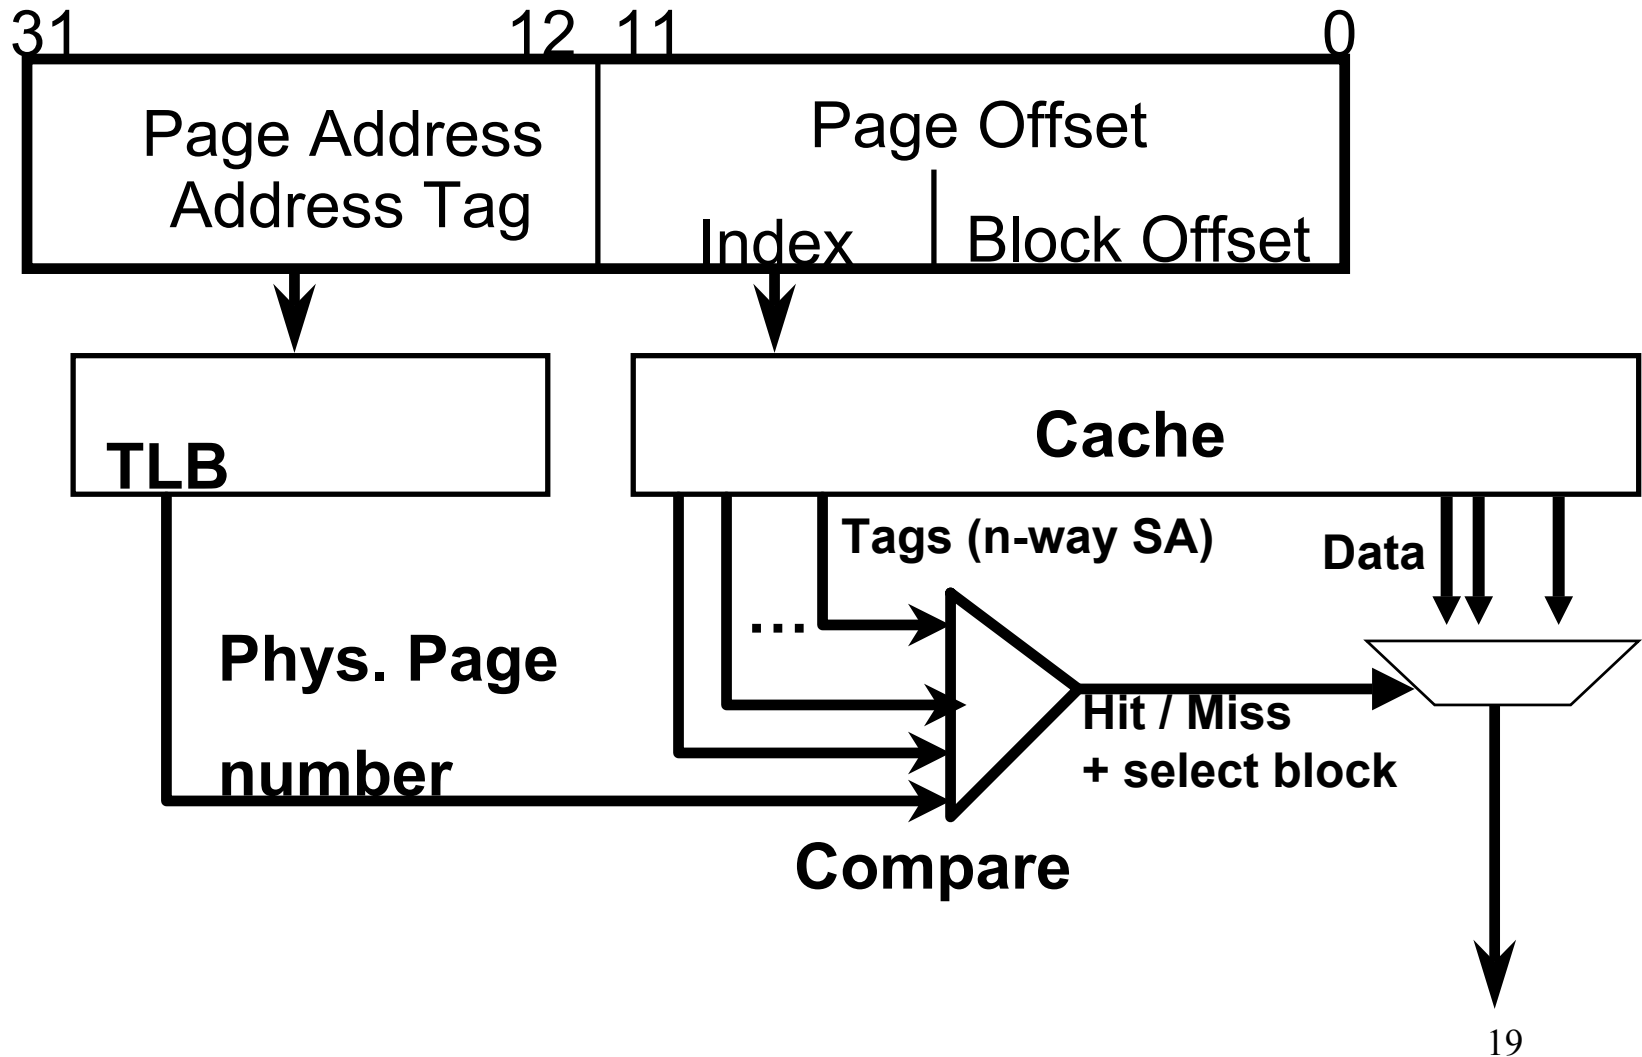 31 12 11 0
Page Address
Address Tag
Page Offset
Index
Block Offset
TLB
Cache
Tags (n-way SA)
Data
...
Phys. Page
number
Hit / Miss
+ select block
Compare
19